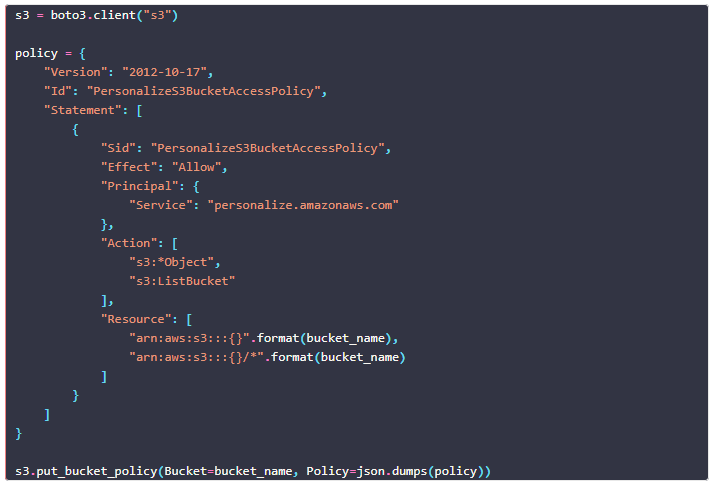 s3 = boto3.client("s3")

policy = {
    "Version": "2012-10-17",
    "Id": "PersonalizeS3BucketAccessPolicy",
    "Statement": [
        {
            "Sid": "PersonalizeS3BucketAccessPolicy",
            "Effect": "Allow",
            "Principal": {
                "Service": "personalize.amazonaws.com"
            },
            "Action": [
                "s3:*Object",
                "s3:ListBucket"
            ],
            "Resource": [
                "arn:aws:s3:::{}".format(bucket_name),
                "arn:aws:s3:::{}/*".format(bucket_name)
            ]
        }
    ]
}

s3.put_bucket_policy(Bucket=bucket_name, Policy=json.dumps(policy))